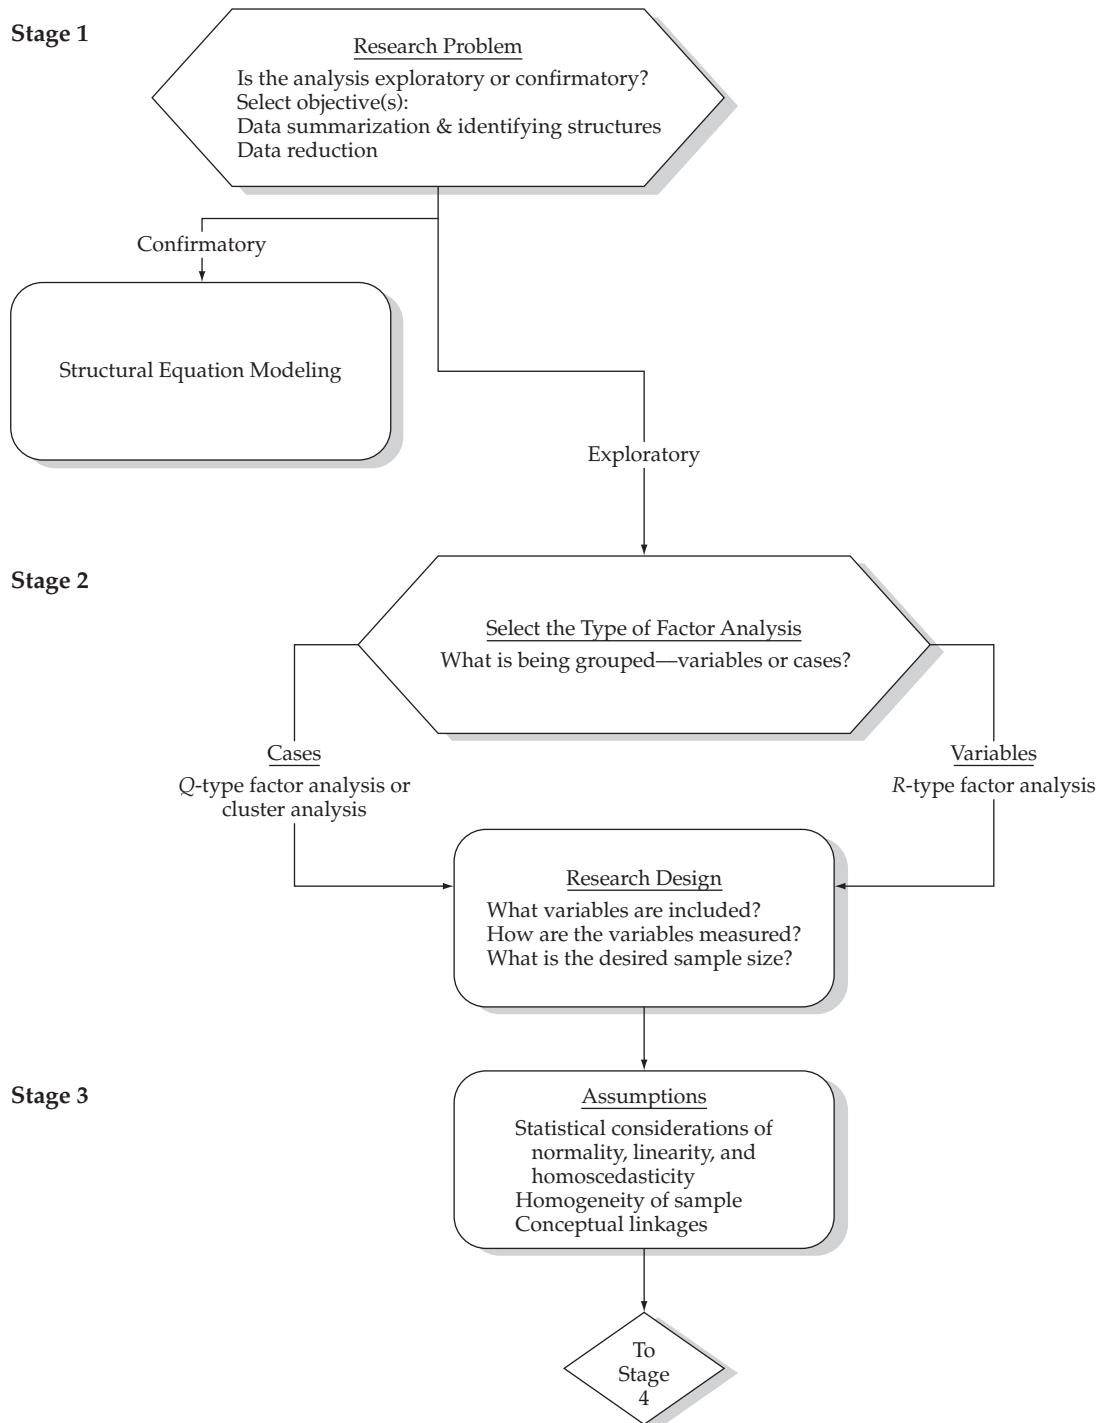 Stage 1
Research Problem
Is the analysis exploratory or confirmatory?
Select objective(s):
Data summarization & identifying structures
Data reduction
Confirmatory
Structural Equation Modeling
Exploratory
Stage 2
Select the Type of Factor Analysis
What is being grouped—variables or cases?
Cases
Q-type factor analysis or
cluster analysis
Variables
R-type factor analysis
Research Design
What variables are included?
How are the variables measured?
What is the desired sample size?
Stage 3
Assumptions
Statistical considerations of
normality, linearity, and
homoscedasticity
Homogeneity of sample
Conceptual linkages
To
Stage
4